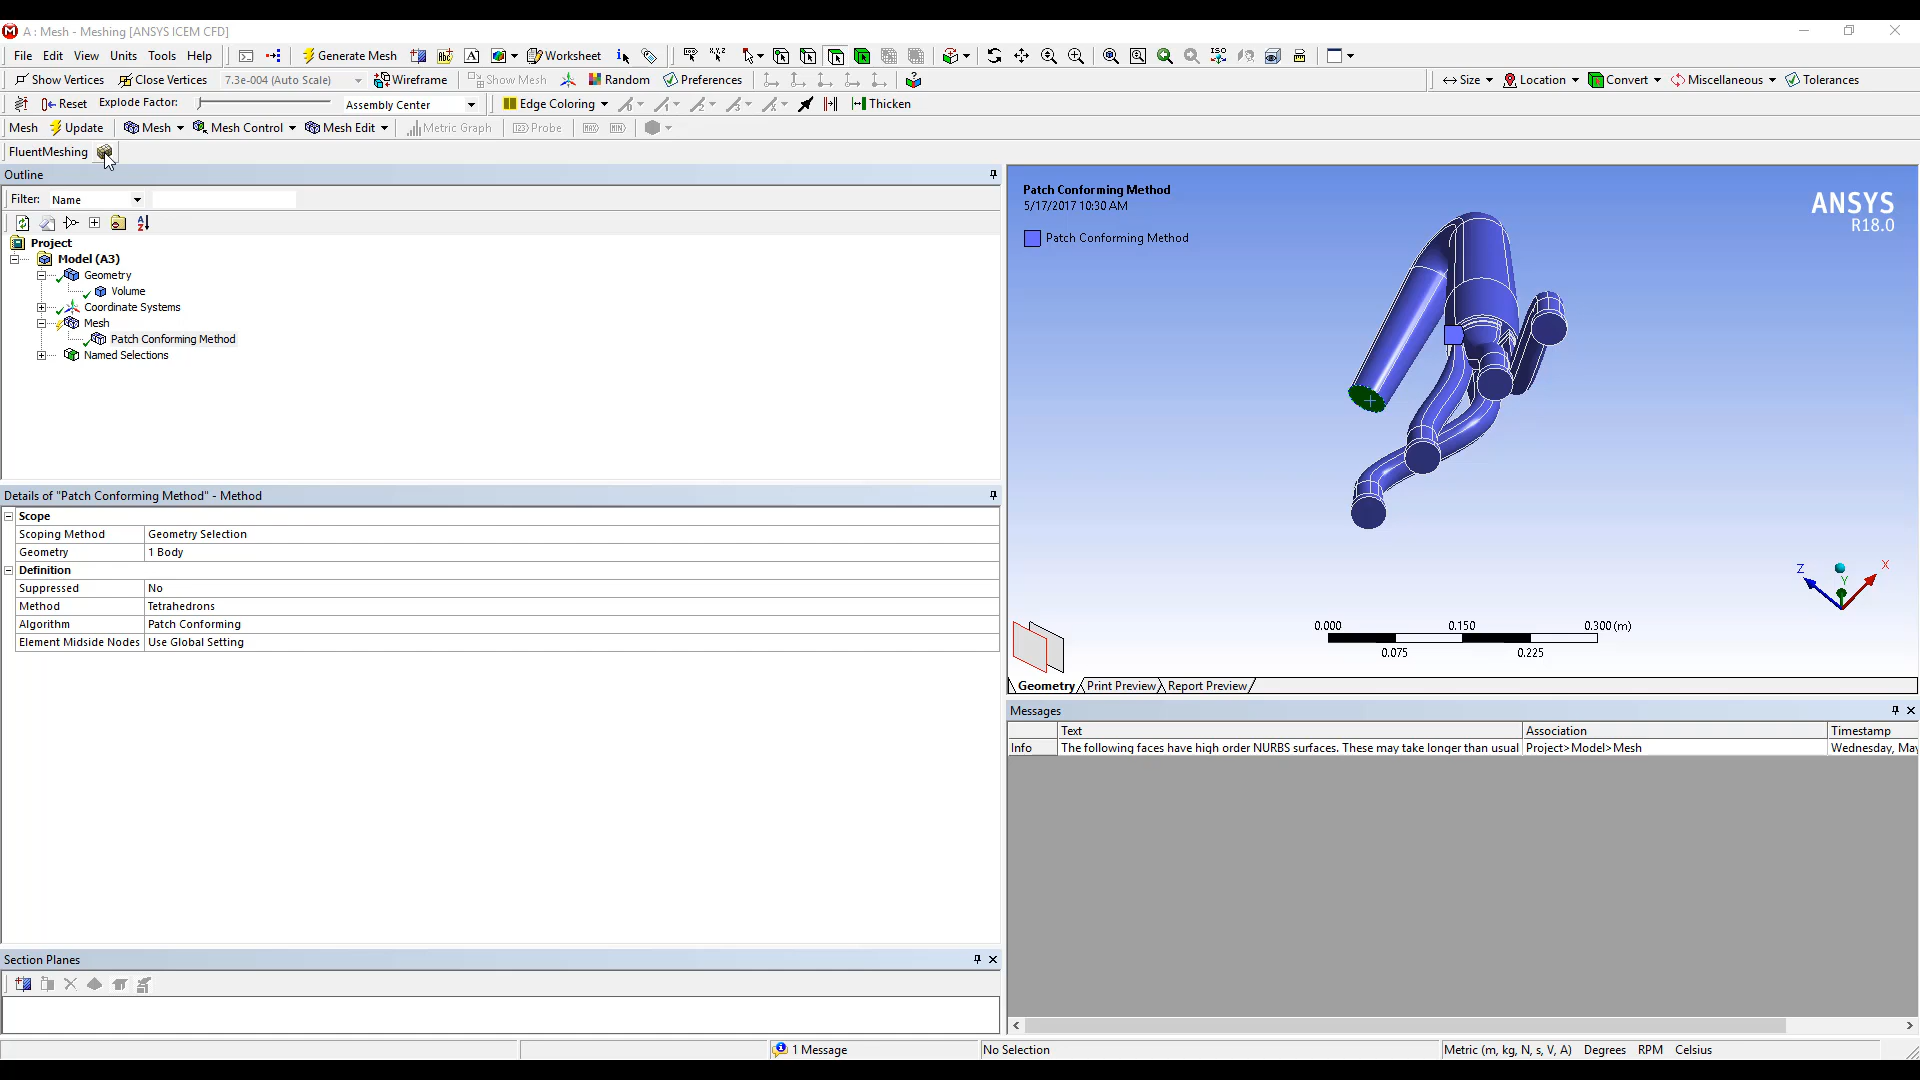 A : Mesh - Meshing [ANSYS ICEM CFD]
File Edit View Units Tools Help Generate Mesh Worksheet
Show Vertices Close Vertices 7.3e-004 (Auto Scale) Wireframe Show Mesh Random Preferences Size Location Convert Miscellaneous Tolerances
Reset Explode Factor: Assembly Center Edge Coloring Thicken
Mesh Update Mesh Mesh Control Mesh Edit Metric Graph Probe MAX MIN
FluentMeshing
Outline
Filter: Name
Project
Model (A3)
Geometry
Volume
Coordinate Systems
Mesh
Patch Conforming Method
Named Selections
Details of "Patch Conforming Method" - Method
Scope
Scoping Method Geometry Selection
Geometry 1 Body
Definition
Suppressed No
Method Tetrahedrons
Algorithm Patch Conforming
Element Midside Nodes Use Global Setting
Section Planes
Patch Conforming Method
5/17/2017 10:30 AM
Patch Conforming Method
ANSYS
R18.0
Z Y X
0.000 0.150 0.300 (m)
0.075 0.225
Geometry Print Preview Report Preview
Messages
Text Association Timestamp
Info The following faces have high order NURBS surfaces. These may take longer than usual Project>Model>Mesh Wednesday, May
1 Message No Selection Metric (m, kg, N, s, V, A) Degrees RPM Celsius